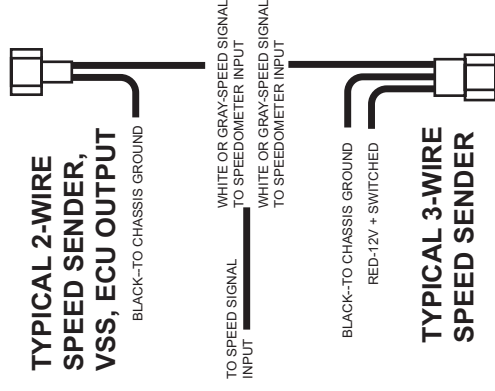 TYPICAL 2-WIRE
SPEED SENDER,
VSS, ECU OUTPUT
BLACK--TO CHASSIS GROUND
WHITE OR GRAY-SPEED SIGNAL
TO SPEEDOMETER INPUT
TO SPEED SIGNAL
INPUT
WHITE OR GRAY-SPEED SIGNAL
TO SPEEDOMETER INPUT
BLACK--TO CHASSIS GROUND
RED-12V + SWITCHED
TYPICAL 3-WIRE
SPEED SENDER